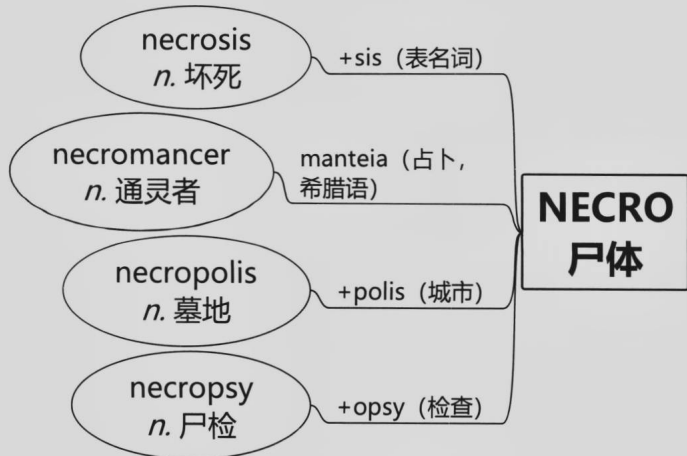 necrosis
n. 坏死
+sis（表名词）
necromancer
n. 通灵者
manteia（占卜，
希腊语）
NECRO
尸体
necropolis
n. 墓地
+polis（城市）
necropsy
n. 尸检
+opsy（检查）